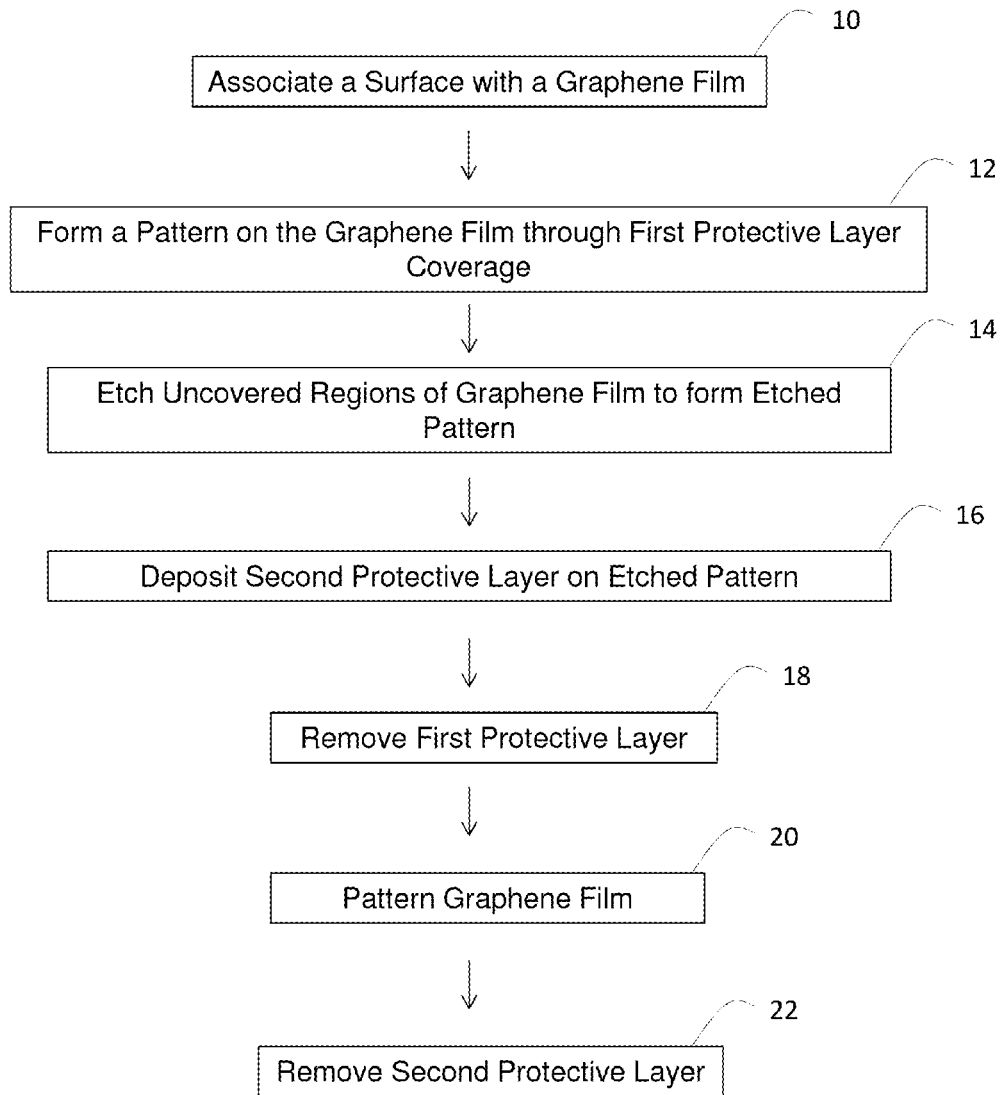 10
Associate a Surface with a Graphene Film
12
Form a Pattern on the Graphene Film through First Protective Layer
Coverage
14
Etch Uncovered Regions of Graphene Film to form Etched
Pattern
16
Deposit Second Protective Layer on Etched Pattern
18
Remove First Protective Layer
20
Pattern Graphene Film
22
Remove Second Protective Layer